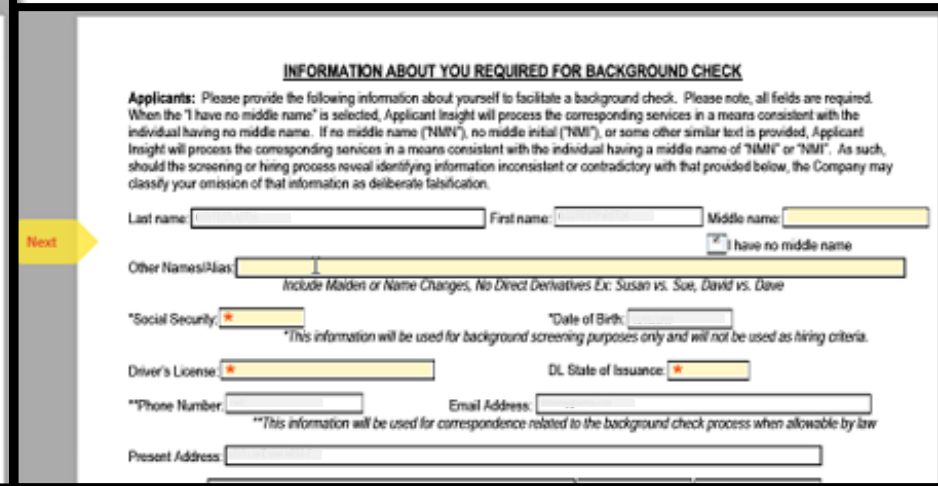 INFORMATION ABOUT YOU REQUIRED FOR BACKGROUND CHECK
Applicants: Please provide the following information about yourself to facilitate a background check. Please note, all fields are required.
When the "I have no middle name" is selected, Applicant Insight will process the corresponding services in a means consistent with the
individual having no middle name. If no middle name ("NMN"), no middle initial ("NMI"), or some other similar text is provided, Applicant
Insight will process the corresponding services in a means consistent with the individual having a middle name of "NMN" or "NMI". As such,
should the screening or hiring process reveal identifying information inconsistent or contradictory with that provided below, the Company may
classify your omission of that information as deliberate falsification.
Last name: First name: Middle name:
Next
I have no middle name
Other Names/Alias:
Include Maiden or Name Changes, No Direct Derivatives Ex: Susan vs. Sue, David vs. Dave
*Social Security: * *Date of Birth:
*This information will be used for background screening purposes only and will not be used as hiring criteria.
Driver's License: * DL State of Issuance: *
**Phone Number: Email Address:
**This information will be used for correspondence related to the background check process when allowable by law
Present Address: